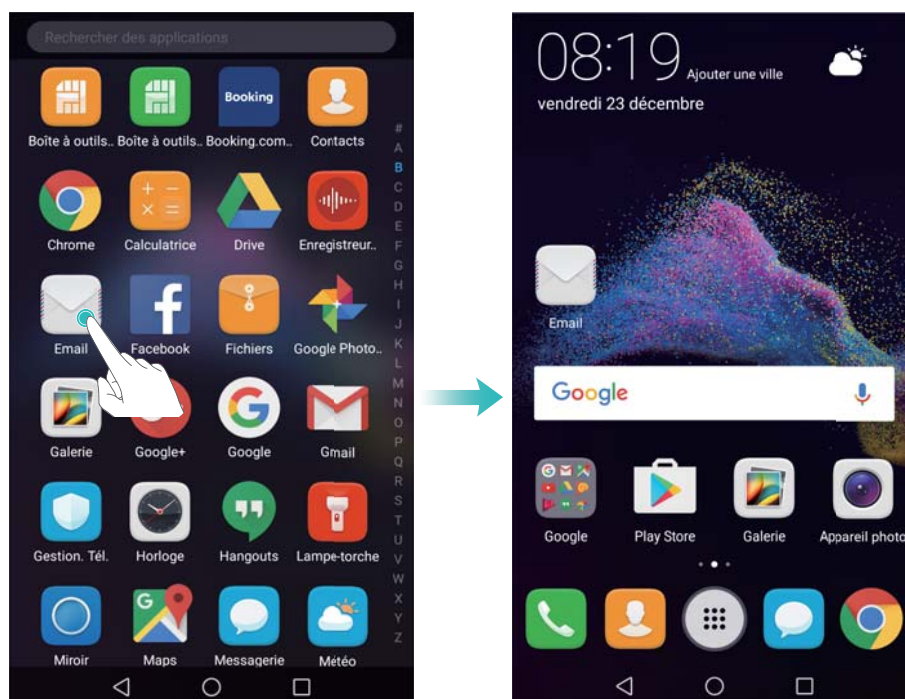 Rechercher des applications
Booking
Boîte à outils.. Boîte à outils.. Booking.com.. Contacts
Chrome Calculatrice Drive Enregistreur..
Email Facebook Fichiers Google Photo..
Galerie Google+ Google Gmail
Gestion. Tél. Horloge Hangouts Lampe-torche
G
Miroir Maps Messagerie Météo
#
A
B
C
D
E
F
G
H
I
J
K
L
M
N
O
P
Q
R
S
T
U
V
W
X
Y
Z
08:19 Ajouter une ville
vendredi 23 décembre
Email
Google
Google Play Store Galerie Appareil photo